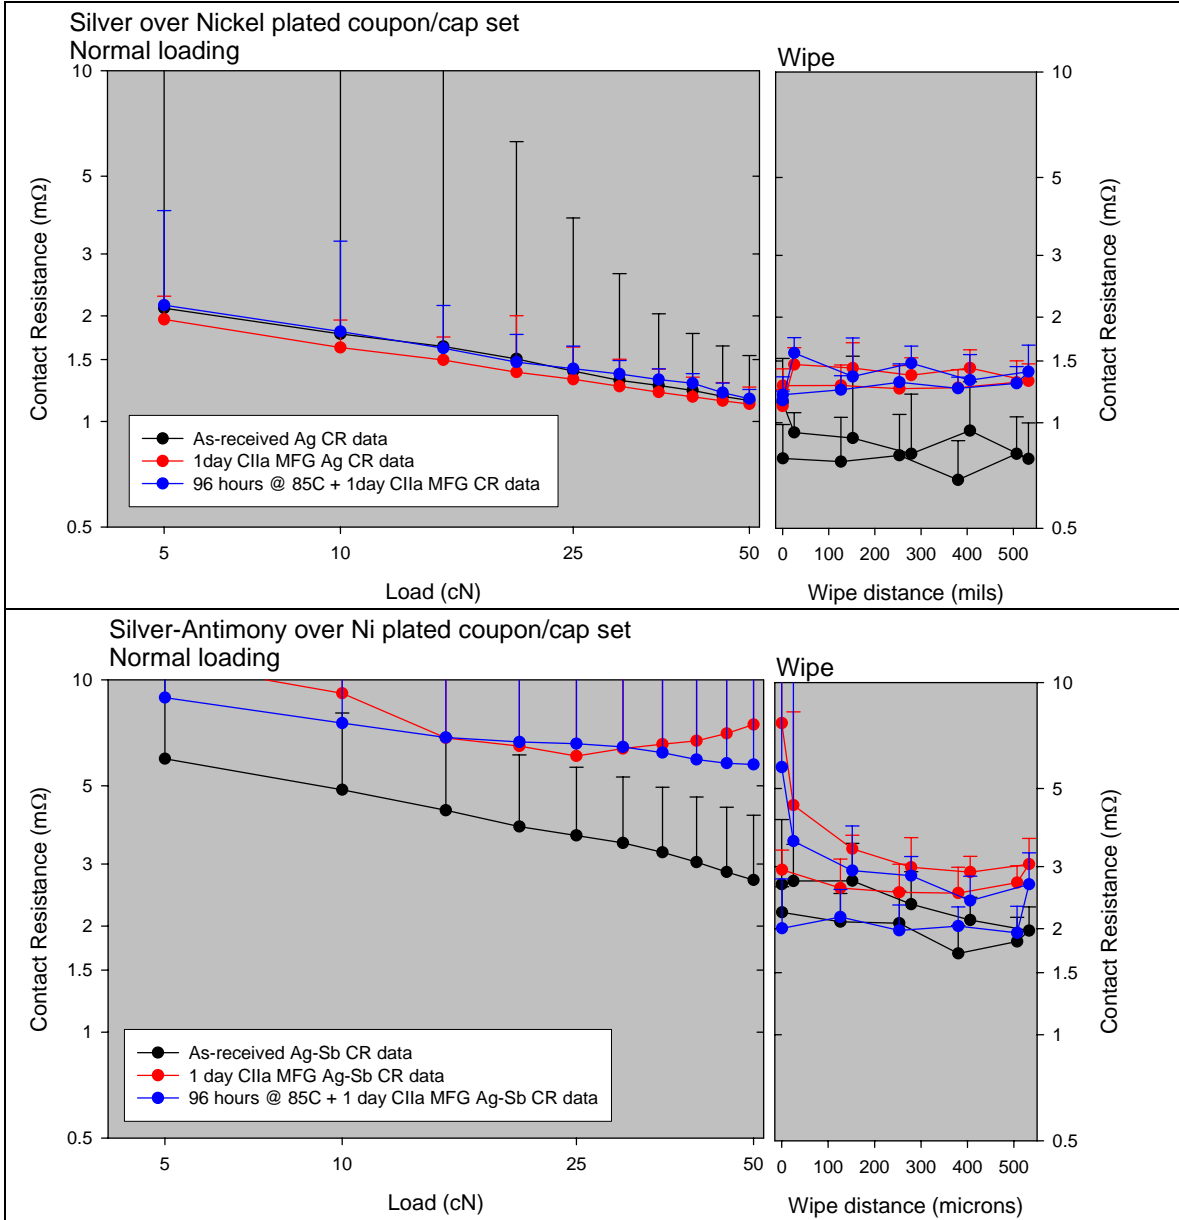 Silver over Nickel plated coupon/cap set
Normal loading
Wipe
10
5
3
2
1.5
1
0.5
Contact Resistance (mΩ)
5
10
25
50
Load (cN)
As-received Ag CR data
1day CIIa MFG Ag CR data
96 hours @ 85C + 1day CIIa MFG CR data
10
5
3
2
1.5
1
0.5
Contact Resistance (mΩ)
0 100 200 300 400 500
Wipe distance (mils)
Silver-Antimony over Ni plated coupon/cap set
Normal loading
Wipe
10
5
3
2
1.5
1
0.5
Contact Resistance (mΩ)
5
10
25
50
Load (cN)
As-received Ag-Sb CR data
1 day CIIa MFG Ag-Sb CR data
96 hours @ 85C + 1 day CIIa MFG Ag-Sb CR data
10
5
3
2
1.5
1
0.5
Contact Resistance (mΩ)
0 100 200 300 400 500
Wipe distance (microns)